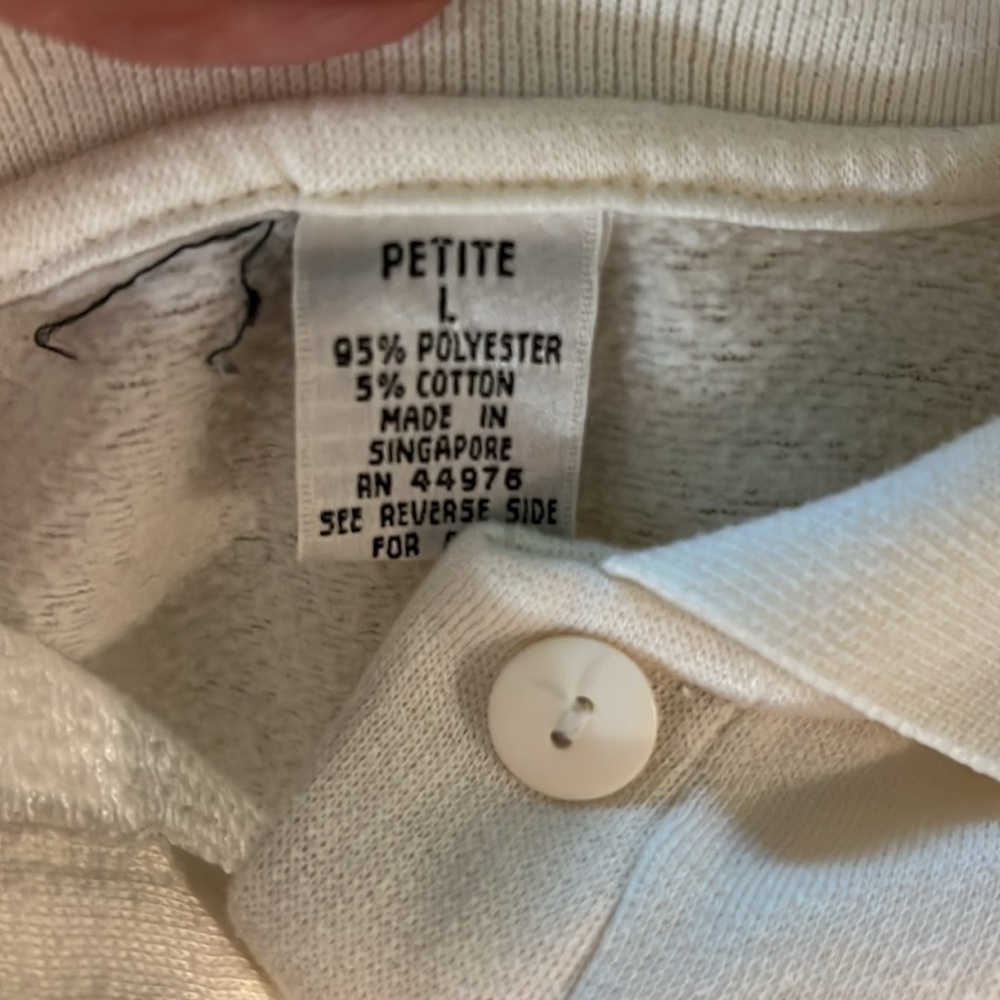 PETITE
L
95% POLYESTER
5% COTTON
MADE IN
SINGAPORE
RN 44976
SEE REVERSE SIDE
FOR